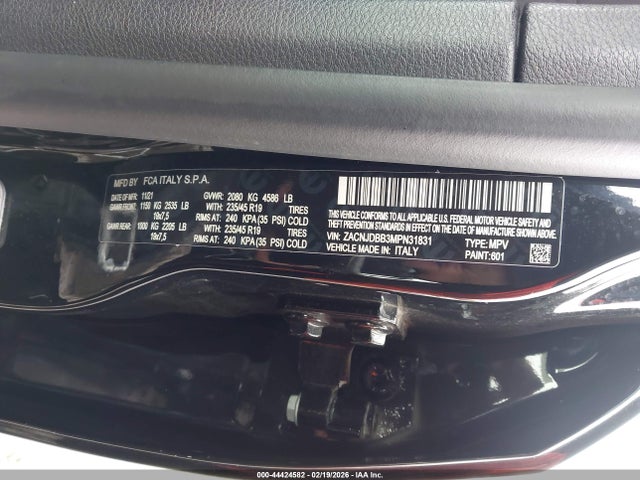 MFD BY FCA ITALY S.P.A.
DATE OF MFR: 11/21 GVWR: 2080 KG 4586 LB
GAWR FRONT: 1150 KG 2535 LB WITH: 235/45 R19 TIRES
19x7,5 RIMS AT: 240 KPA(35 PSI) COLD
GAWR REAR: 1000 KG 2205 LB WITH: 235/45 R19 TIRES
19x7,5 RIMS AT: 240 KPA(35 PSI) COLD
THIS VEHICLE CONFORMS TO ALL APPLICABLE U.S. FEDERAL MOTOR VEHICLE SAFETY, BUMPER, AND
THEFT PREVENTION STANDARDS IN EFFECT ON THE DATE OF MANUFACTURE SHOWN ABOVE.
VIN: ZACNJDBB3MPN31831 TYPE: MPV
VEHICLE MADE IN: ITALY PAINT: 601
000-44424582 - 02/19/2026 - IAA Inc.